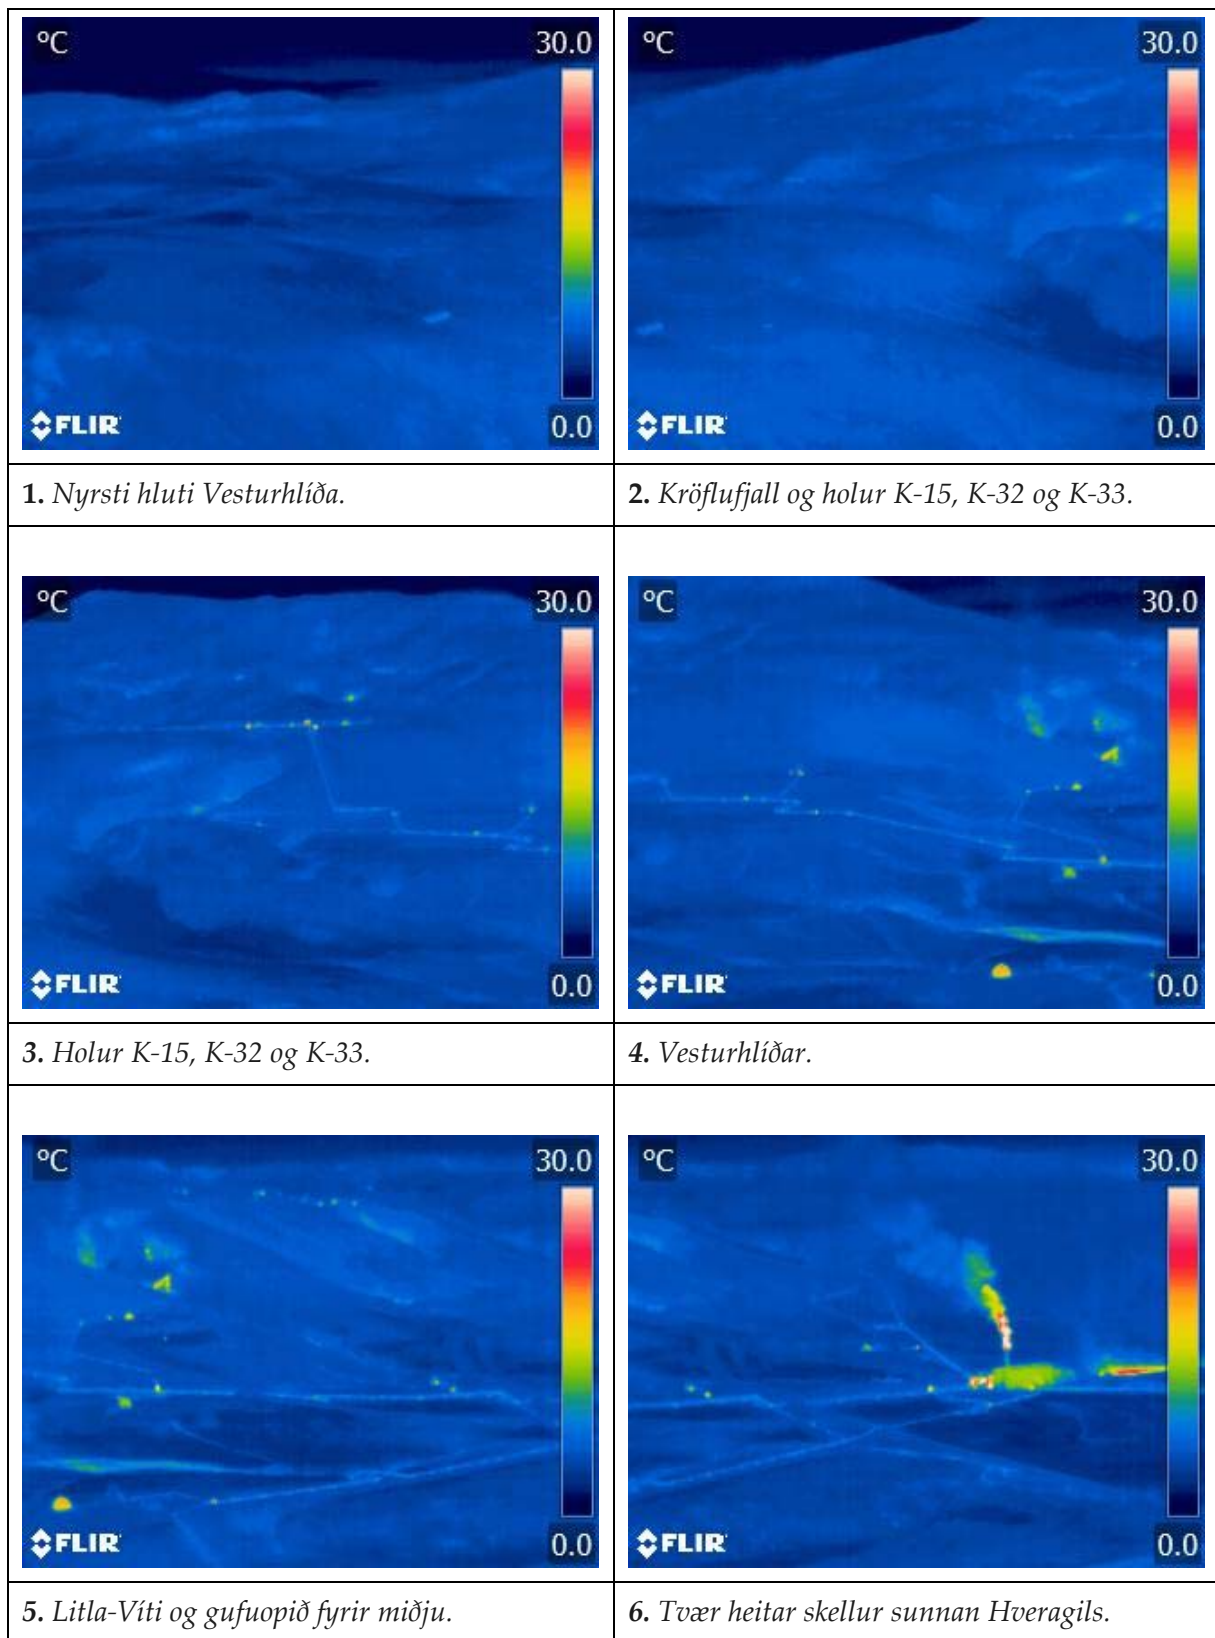 °C 30.0
FLIR 0.0
°C 30.0
FLIR 0.0
1. Nyrsti hluti Vesturhlíða.
2. Kröflufjall og holur K-15, K-32 og K-33.
°C 30.0
FLIR 0.0
°C 30.0
FLIR 0.0
3. Holur K-15, K-32 og K-33.
4. Vesturhlíðar.
°C 30.0
FLIR 0.0
°C 30.0
FLIR 0.0
5. Litla-Víti og gufuopið fyrir miðju.
6. Tvær heitar skellur sunnan Hveragils.